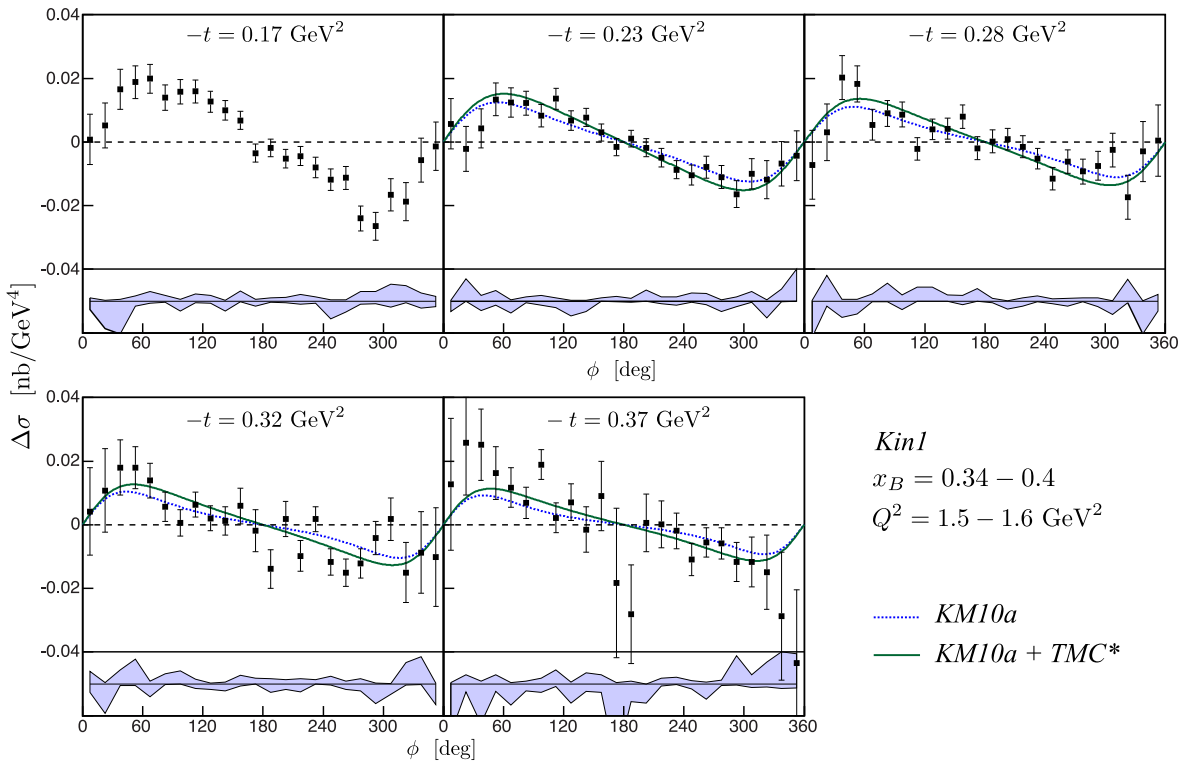 −t = 0.17 GeV²
−t = 0.23 GeV²
−t = 0.28 GeV²
0.04
0.02
0
-0.02
-0.04
0 60 120 180 240 300 0 60 120 180 240 300 0 60 120 180 240 300 360
ϕ [deg]
Δσ [nb/GeV⁴]
−t = 0.32 GeV²
− t = 0.37 GeV²
0.04
0.02
0
-0.02
-0.04
0 60 120 180 240 300 0 60 120 180 240 300 360
ϕ [deg]
Kin1
x_B = 0.34 − 0.4
Q² = 1.5 − 1.6 GeV²
KM10a
KM10a + TMC*